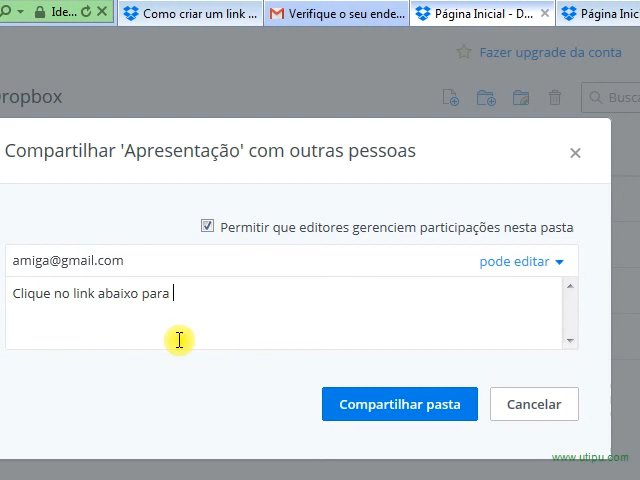 Ide...
Como criar um link ...
Verifique o seu ende...
Página Inicial - D...
Página Inic
Fazer upgrade da conta
ropbox
Busca
Compartilhar 'Apresentação' com outras pessoas
Permitir que editores gerenciem participações nesta pasta
amiga@gmail.com
pode editar
Clique no link abaixo para
Compartilhar pasta
Cancelar
www.utipu.com